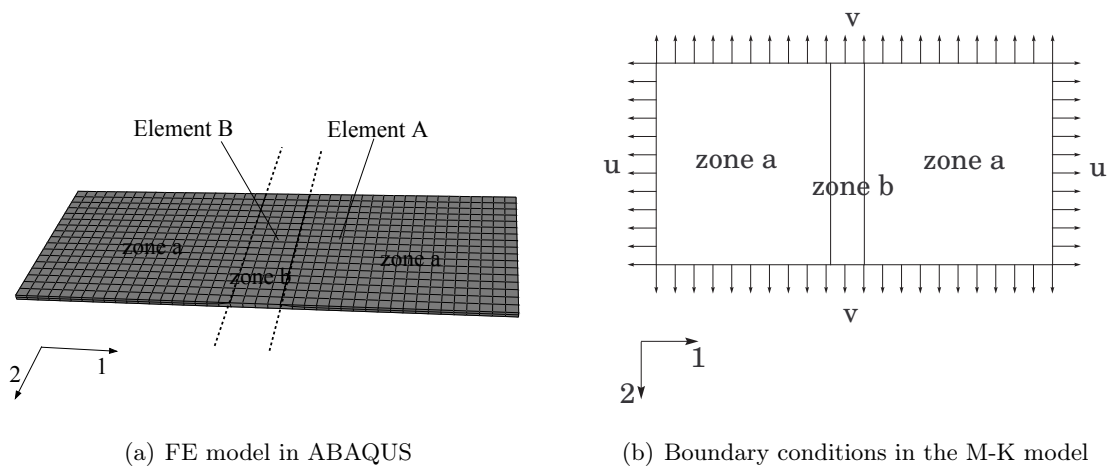 Element B
Element A
zone a
zone b
zone a
2
1
(a) FE model in ABAQUS
v
u
zone a
zone b
zone a
u
v
1
2
(b) Boundary conditions in the M-K model